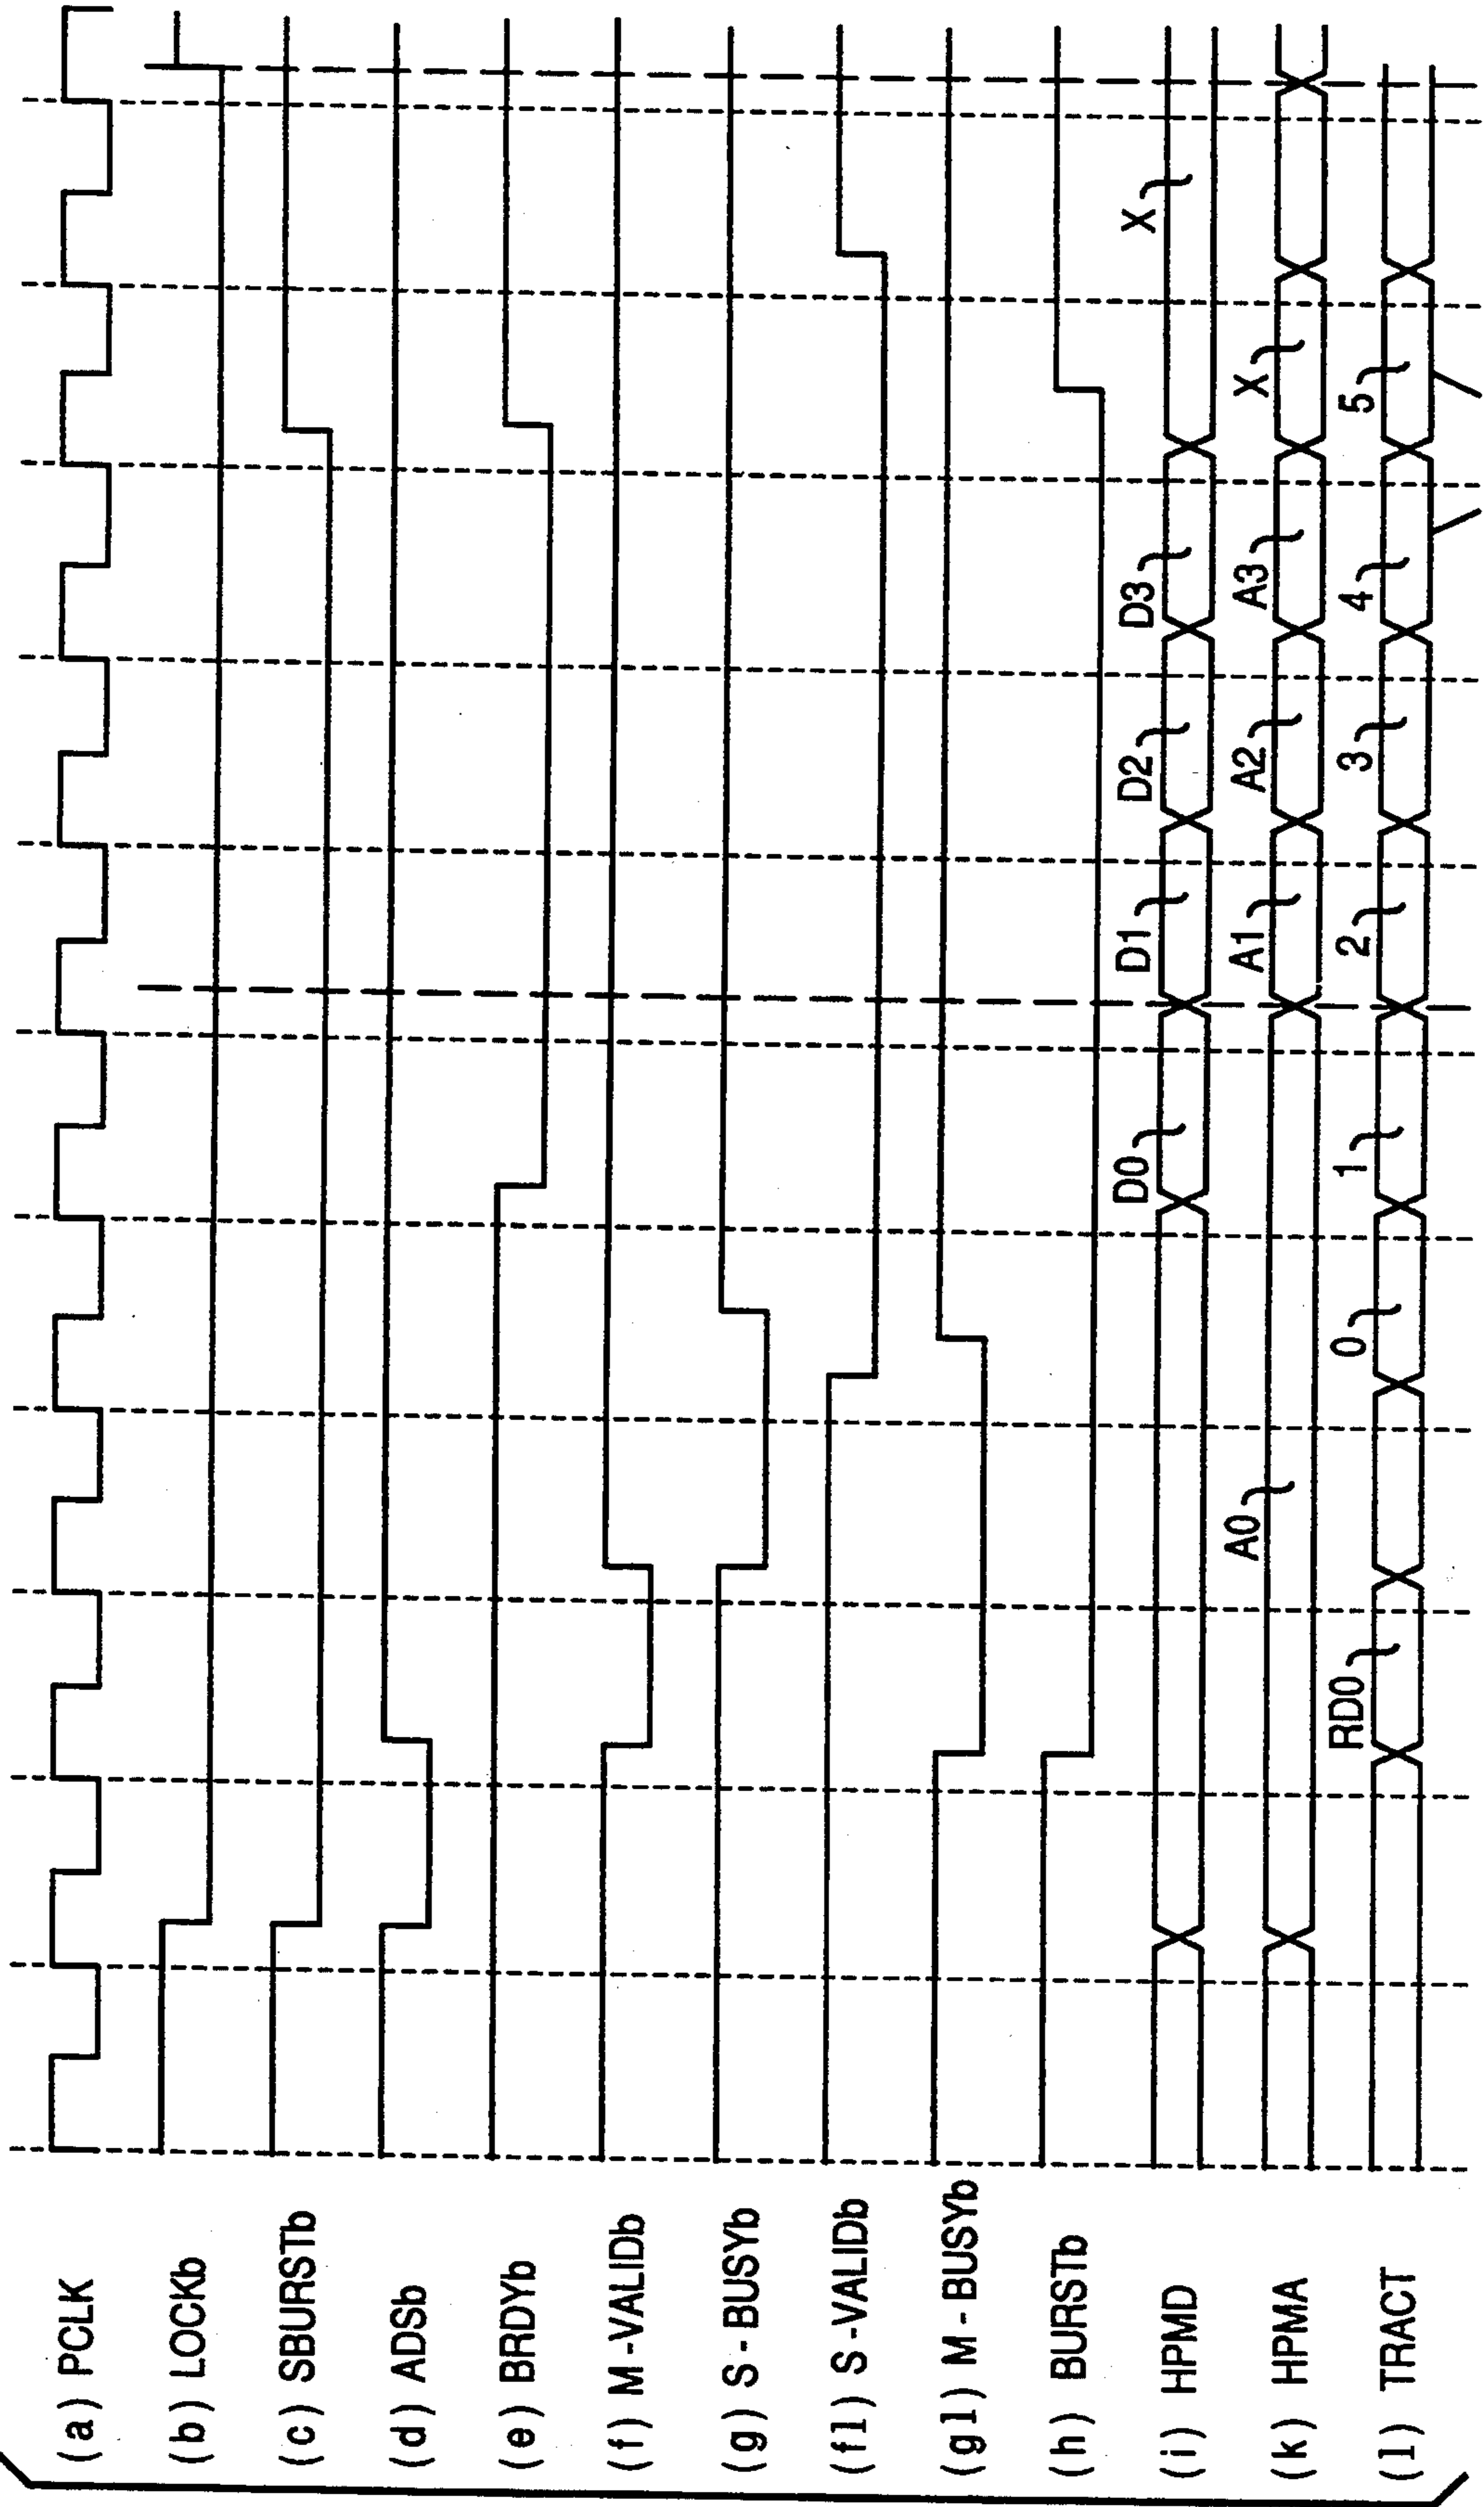 (a) PCLK
(b) LOCKb
(c) SBURSTb
(d) ADSb
(e) BRDYb
(f) M-VALIDb
(g) S-BUSYb
(f1) S-VALIDb
(g1) M-BUSYb
(h) BURSTb
(i) HPMD D0 D1 D2 D3 X
(k) HPMA A0 A1 A2 A3 X
(l) TRACT RD0 0 1 2 3 4 5